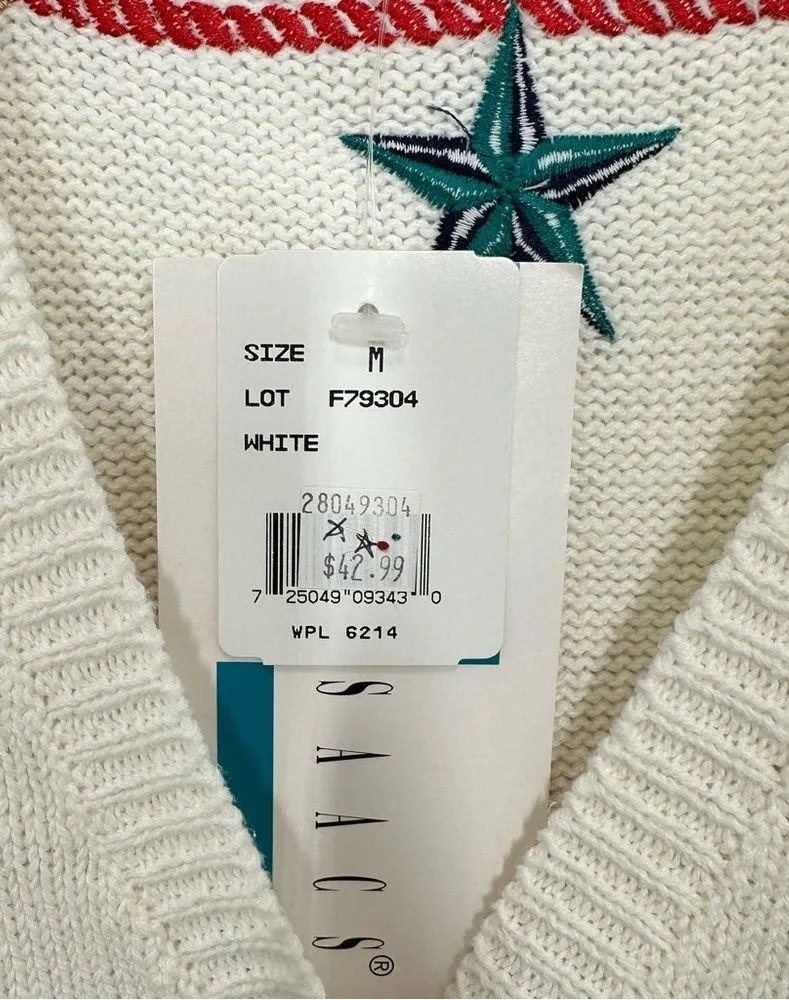 SIZE M
LOT F79304
WHITE
28049304
$42.99
7 25049 09343 0
WPL 6214
SAACS®